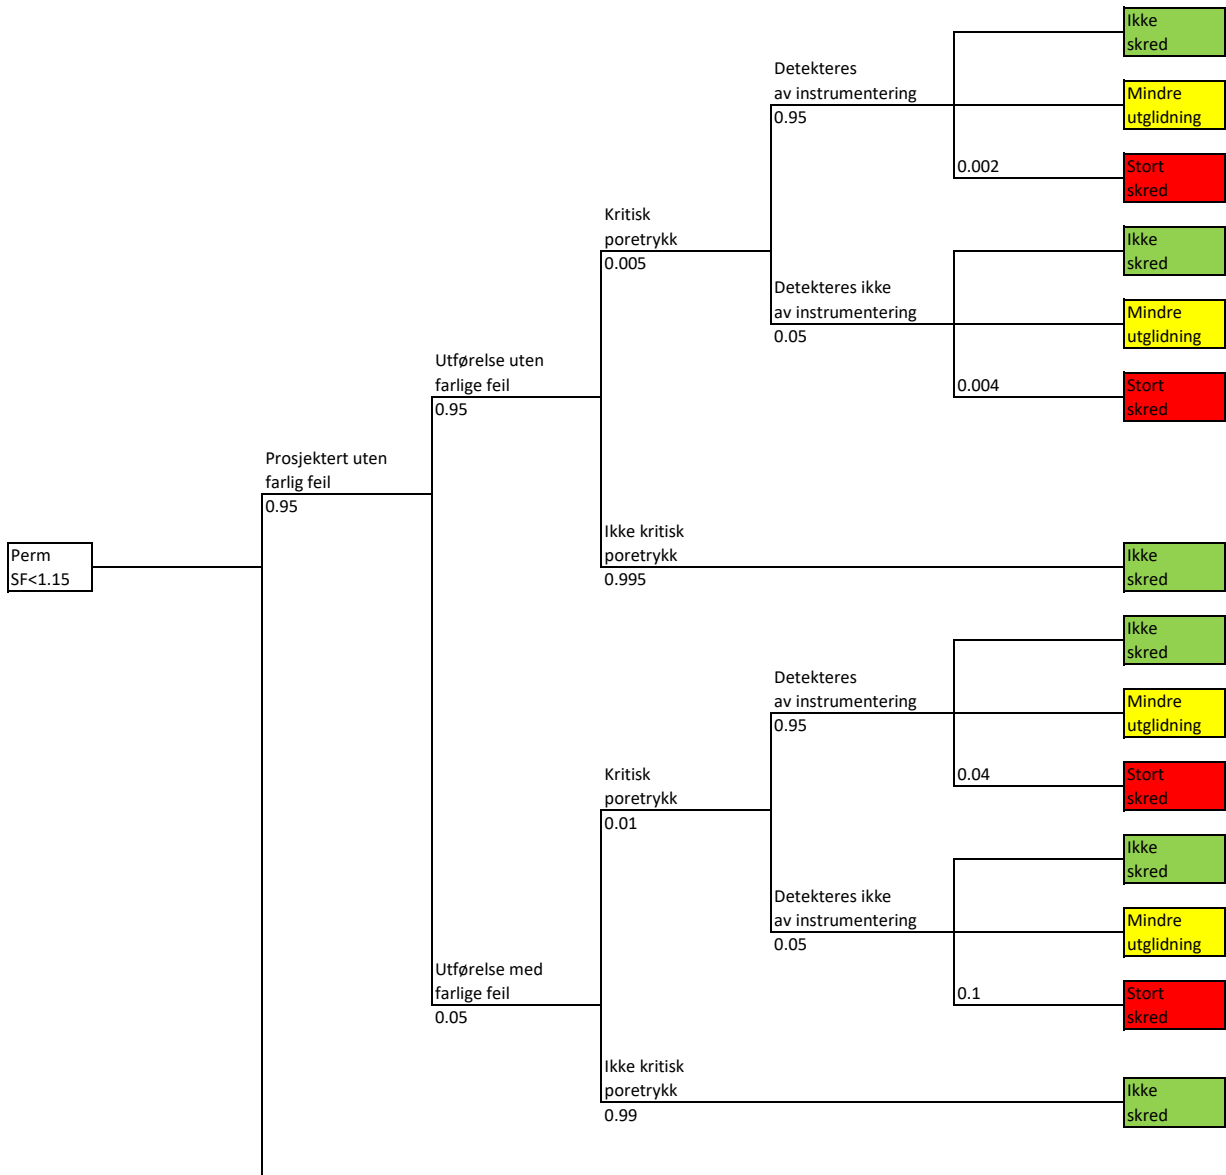 Ikke
skred
Detekteres
av instrumentering
0.95
Mindre
utglidning
0.002
Stort
skred
Kritisk
poretrykk
0.005
Ikke
skred
Detekteres ikke
av instrumentering
0.05
Mindre
utglidning
Utførelse uten
farlige feil
0.95
0.004
Stort
skred
Prosjektert uten
farlig feil
0.95
Ikke kritisk
poretrykk
0.995
Perm
SF<1.15
Ikke
skred
Ikke
skred
Detekteres
av instrumentering
0.95
Mindre
utglidning
Kritisk
poretrykk
0.01
0.04
Stort
skred
Ikke
skred
Detekteres ikke
av instrumentering
0.05
Mindre
utglidning
Utførelse med
farlige feil
0.05
0.1
Stort
skred
Ikke kritisk
poretrykk
0.99
Ikke
skred